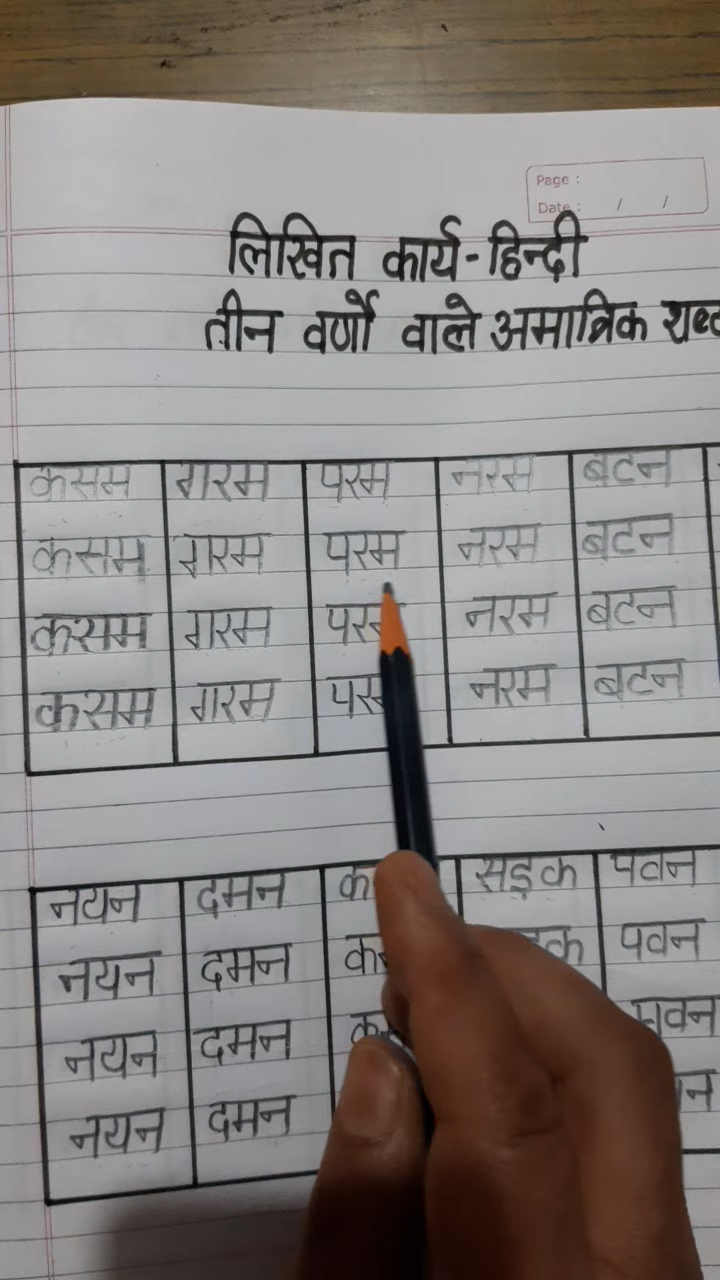 Page :
Date : / /
लिखित कार्य-हिन्दी
तीन वर्णों वाले अमात्रिक
कसम गरम परम नरम बटन
कसम गरम परम नरम बटन
कसम गरम नरम बटन
कसम गरम नरम बटन
नयन दमन सड़क पवन
नयन दमन पवन
नयन दमन
नयन दमन